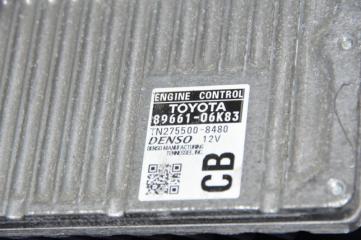 ENGINE CONTROL
TOYOTA
89661-06K83
TN275500-8480
DENSO 12V
DENSO MANUFACTURING
TENNESSEE, INC.
CB